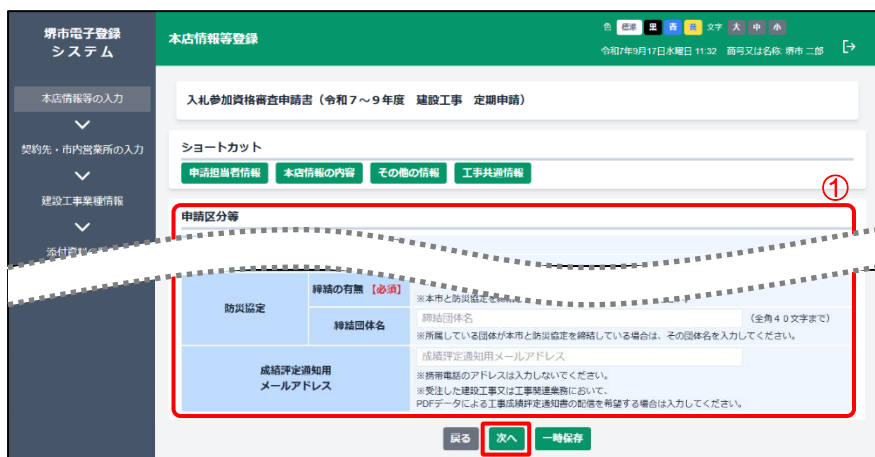 堺市電子登録
システム
本店情報等登録
色 標準 黒 青 黄 文字 大 中 小
令和7年9月17日水曜日 11:32 商号又は名称: 堺市 二郎
本店情報等の入力
契約先・市内営業所の入力
建設工事業種情報
入札参加資格審査申請書（令和７～９年度 建設工事 定期申請）
ショートカット
申請担当者情報 本店情報の内容 その他の情報 工事共通情報
①
申請区分等
防災協定
締結の有無 【必須】
※本市と防災協定を締結
締結団体名
締結団体名 （全角４０文字まで）
※所属している団体が本市と防災協定を締結している場合は、その団体名を入力してください。
成績評定通知用
メールアドレス
成績評定通知用メールアドレス
※携帯電話のアドレスは入力しないでください。
※受注した建設工事又は工事関連業務において、
PDFデータによる工事成績評定通知書の配信を希望する場合は入力してください。
戻る 次へ 一時保存